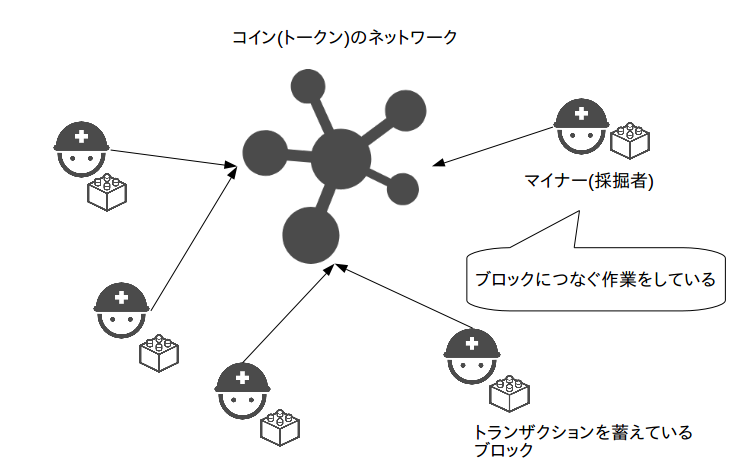 コイン(トークン)のネットワーク
マイナー(採掘者)
ブロックにつなぐ作業をしている
トランザクションを蓄えている
ブロック